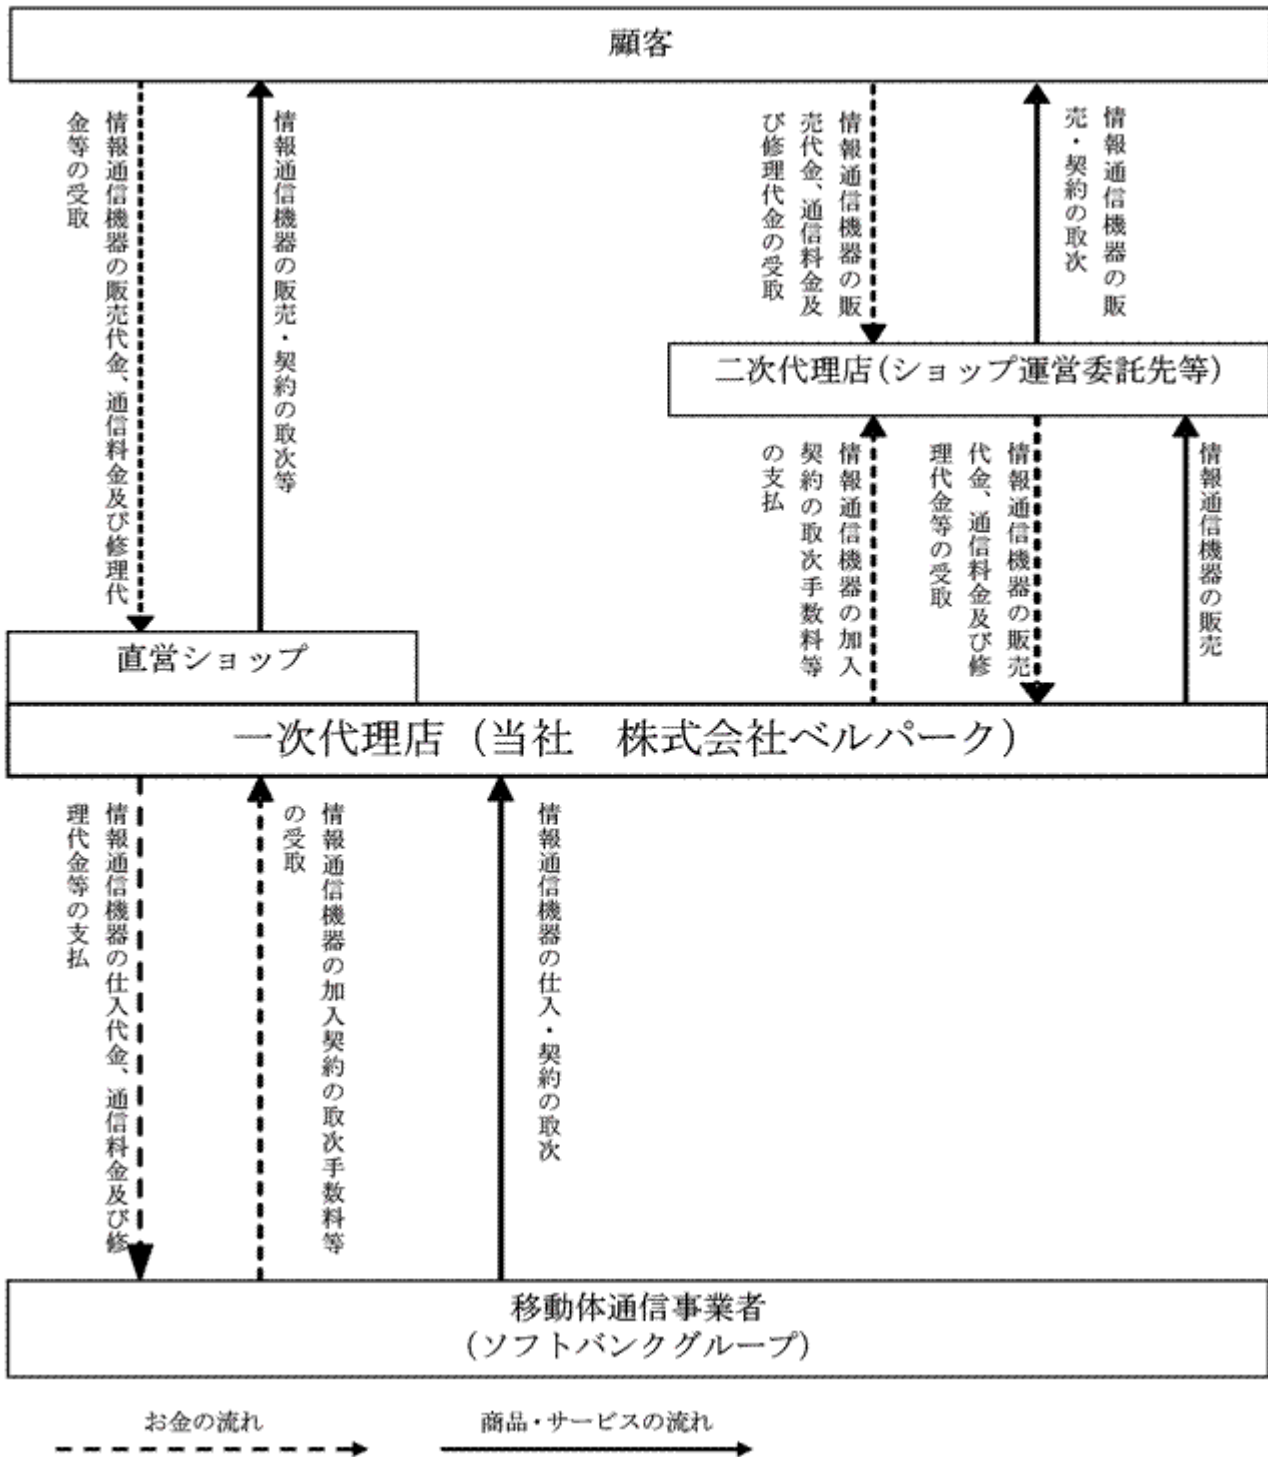 顧客
情報通信機器の販売代金、通信料金及び修理代
金等の受取
情報通信機器の販売・契約の取次等
情報通信機器の販
売代金、通信料金及
び修理代金の受取
情報通信機器の販
売・契約の取次
二次代理店(ショップ運営委託先等)
情報通信機器の加入
契約の取次手数料等
の支払
情報通信機器の販売
代金、通信料金及び修
理代金等の受取
情報通信機器の販売
直営ショップ
一次代理店（当社　株式会社ベルパーク）
情報通信機器の仕入代金、通信料金及び修
理代金等の支払
情報通信機器の加入契約の取次手数料等
の受取
情報通信機器の仕入・契約の取次
移動体通信事業者
(ソフトバンクグループ)
お金の流れ
商品・サービスの流れ